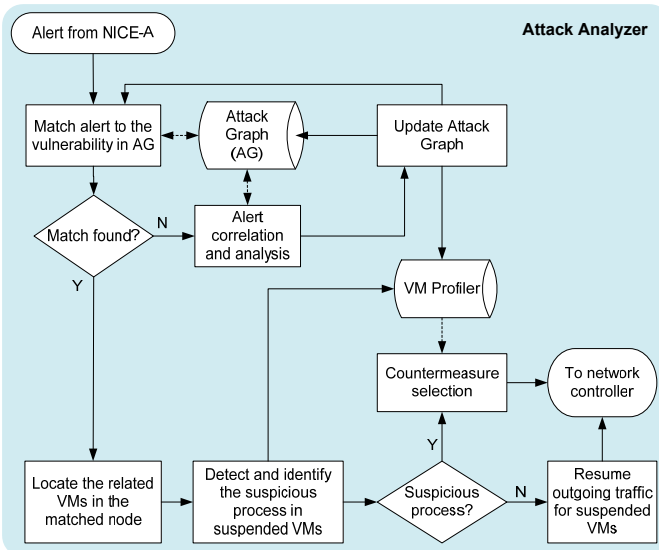 Alert from NICE-A
Attack Analyzer
Match alert to the
vulnerability in AG
Attack
Graph
(AG)
Update Attack
Graph
Match found?
N
Alert
correlation
and analysis
Y
VM Profiler
Countermeasure
selection
To network
controller
Y
Locate the related
VMs in the
matched node
Detect and identify
the suspicious
process in
suspended VMs
Suspicious
process?
N
Resume
outgoing traffic
for suspended
VMs